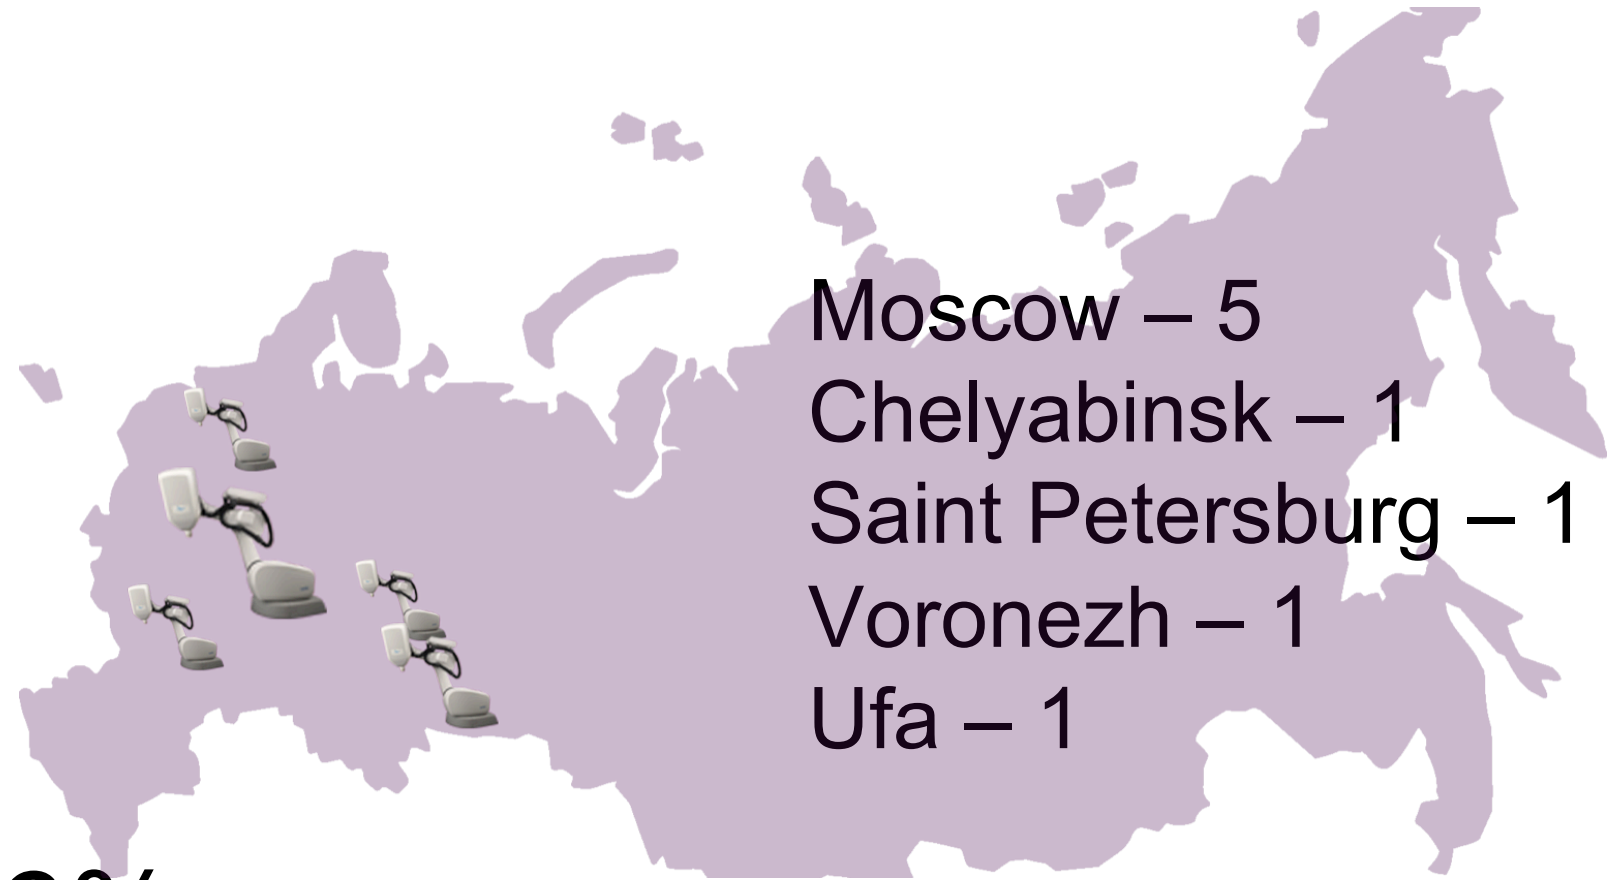 Moscow – 5
Chelyabinsk – 1
Saint Petersburg – 1
Voronezh – 1
Ufa – 1